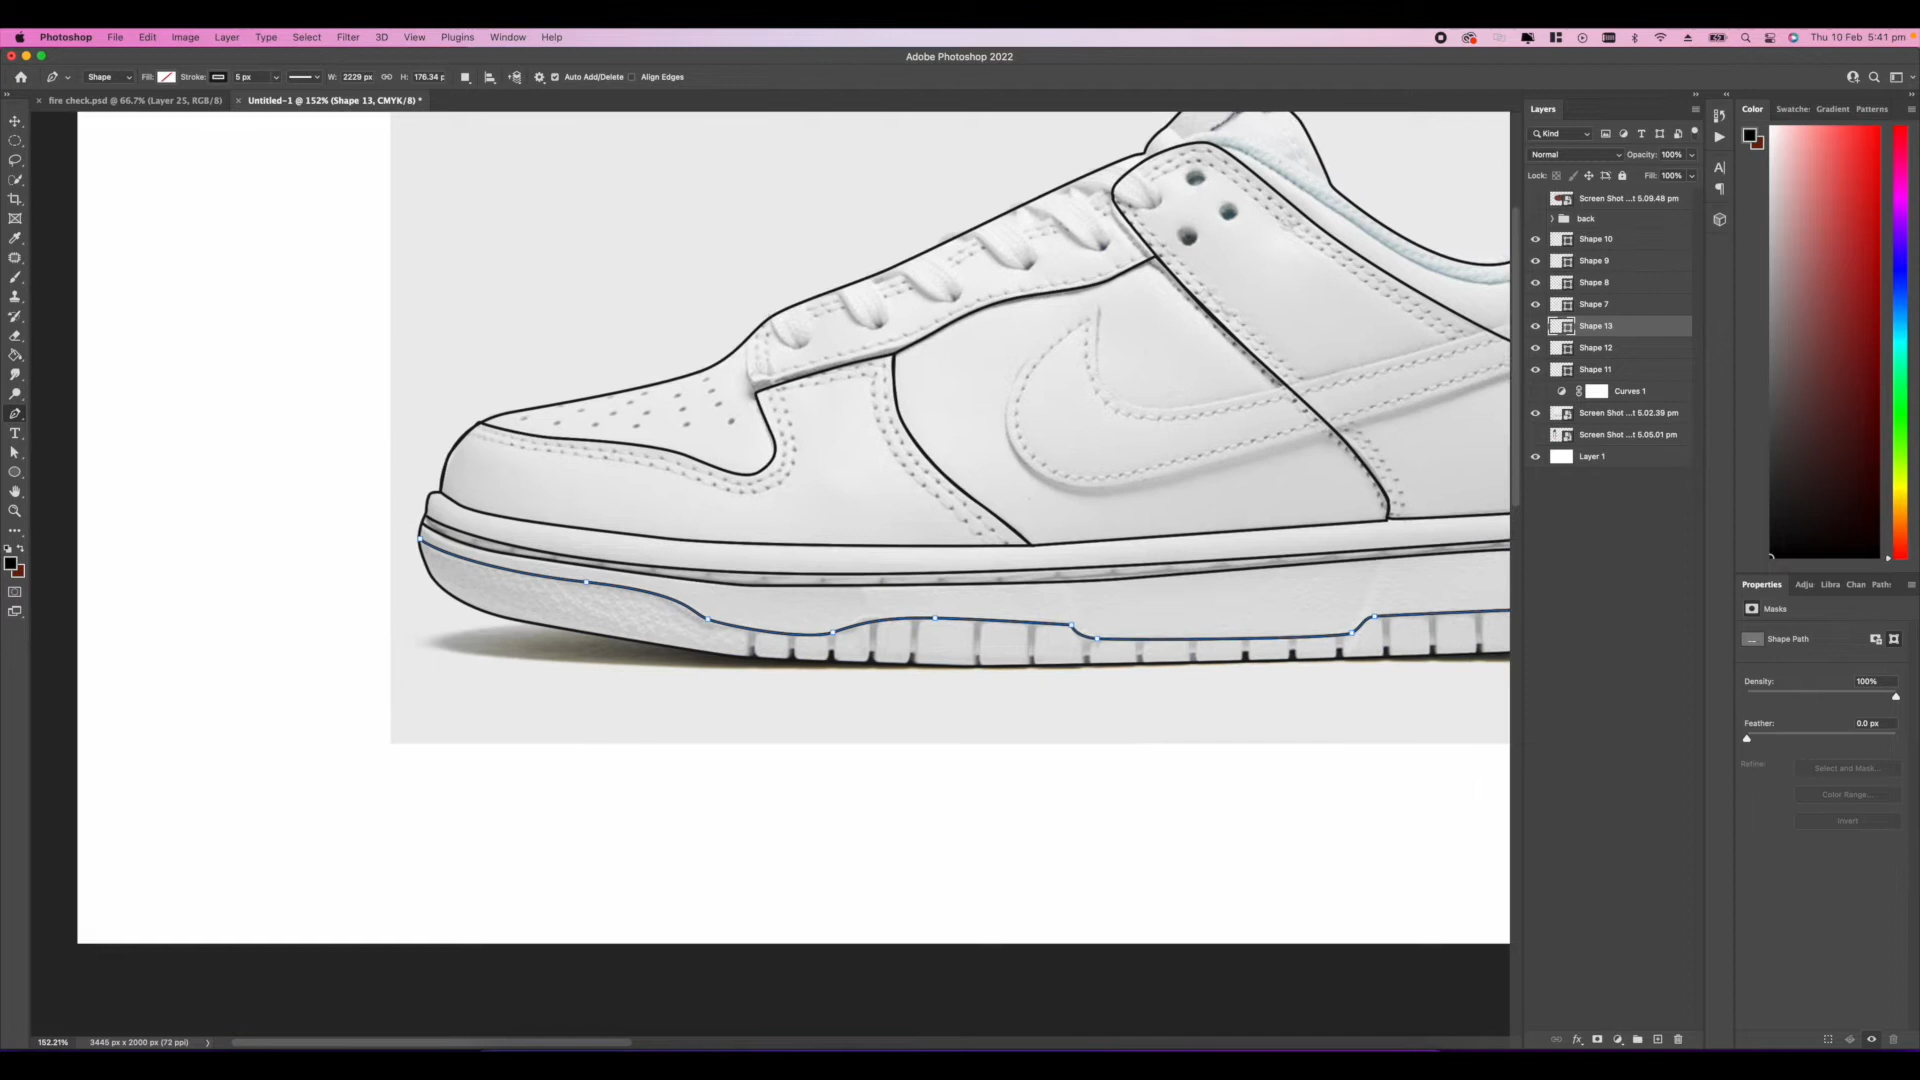 Photoshop File Edit Image Layer Type Select Filter 3D View Plugins Window Help Thu 10 Feb 5:41 pm
Adobe Photoshop 2022
Shape Fill: Stroke: 5 px W: 2229 px H: 176.34 p Auto Add/Delete Align Edges
fire check.psd @ 66.7% (Layer 25, RGB/8) Untitled-1 @ 152% (Shape 13, CMYK/8) *
Layers
Kind
Normal Opacity: 100%
Lock: Fill: 100%
Screen Shot ...t 5.09.48 pm
back
Shape 10
Shape 9
Shape 8
Shape 7
Shape 13
Shape 12
Shape 11
Curves 1
Screen Shot ...t 5.02.39 pm
Screen Shot ...t 5.05.01 pm
Layer 1
Color Swatche: Gradient Patterns
Properties Adju Libra Chan Path:
Masks
Shape Path
Density: 100%
Feather: 0.0 px
Refine: Select and Mask...
Color Range...
Invert
152.21% 3445 px x 2000 px (72 ppi)